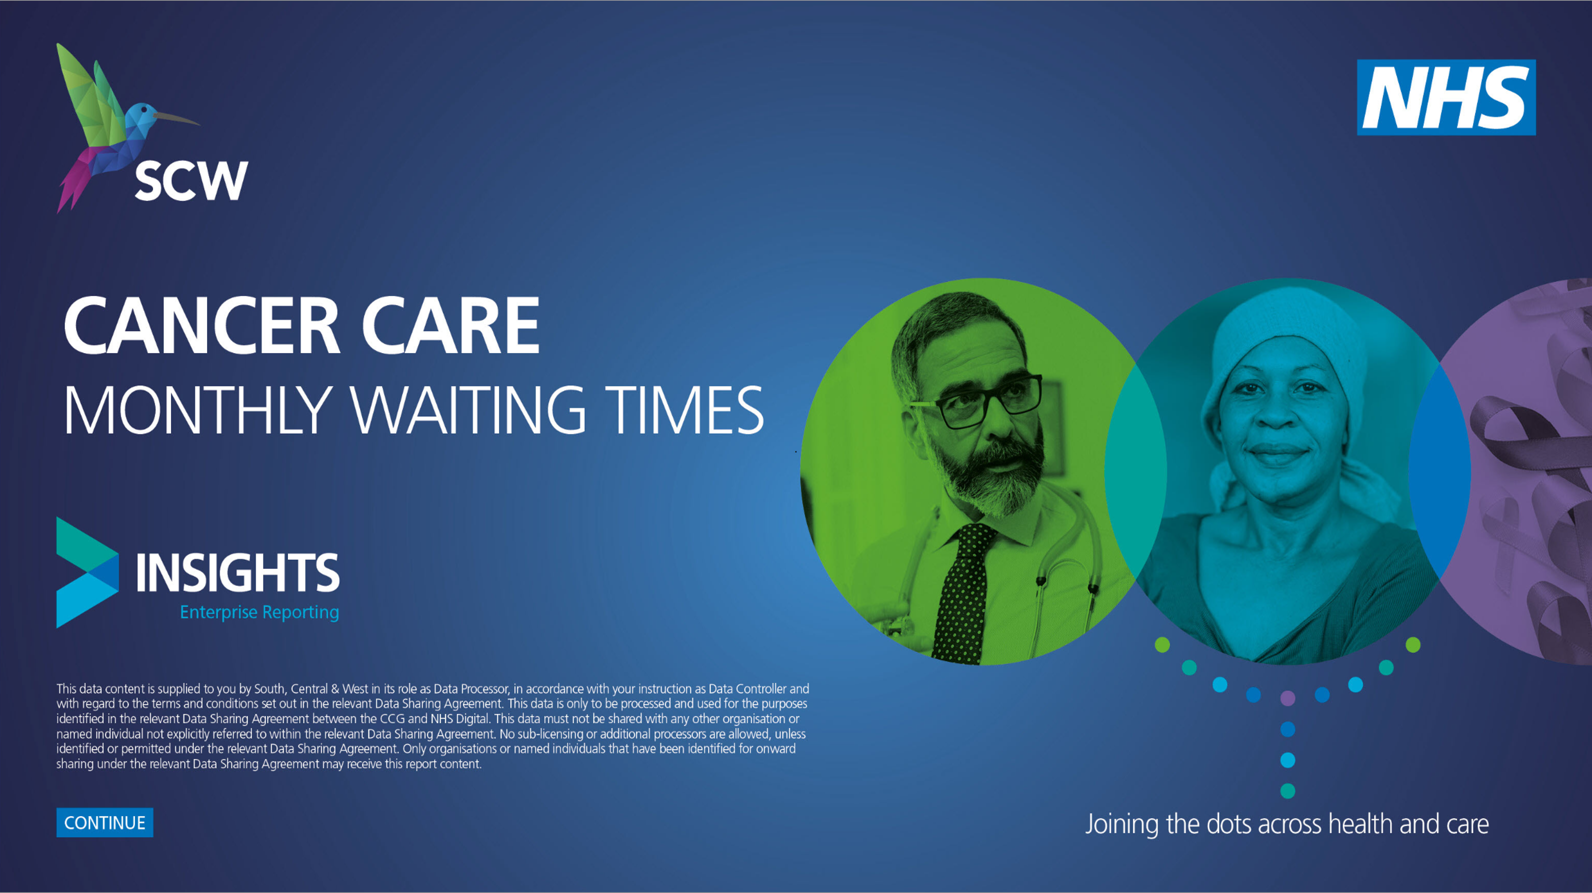 SCW
NHS
CANCER CARE
MONTHLY WAITING TIMES
INSIGHTS
Enterprise Reporting
This data content is supplied to you by South, Central & West in its role as Data Processor, in accordance with your instruction as Data Controller and
with regard to the terms and conditions set out in the relevant Data Sharing Agreement. This data is only to be processed and used for the purposes
identified in the relevant Data Sharing Agreement between the CCG and NHS Digital. This data must not be shared with any other organisation or
named individual not explicitly referred to within the relevant Data Sharing Agreement. No sub-licensing or additional processors are allowed, unless
identified or permitted under the relevant Data Sharing Agreement. Only organisations or named individuals that have been identified for onward
sharing under the relevant Data Sharing Agreement may receive this report content.
CONTINUE
Joining the dots across health and care